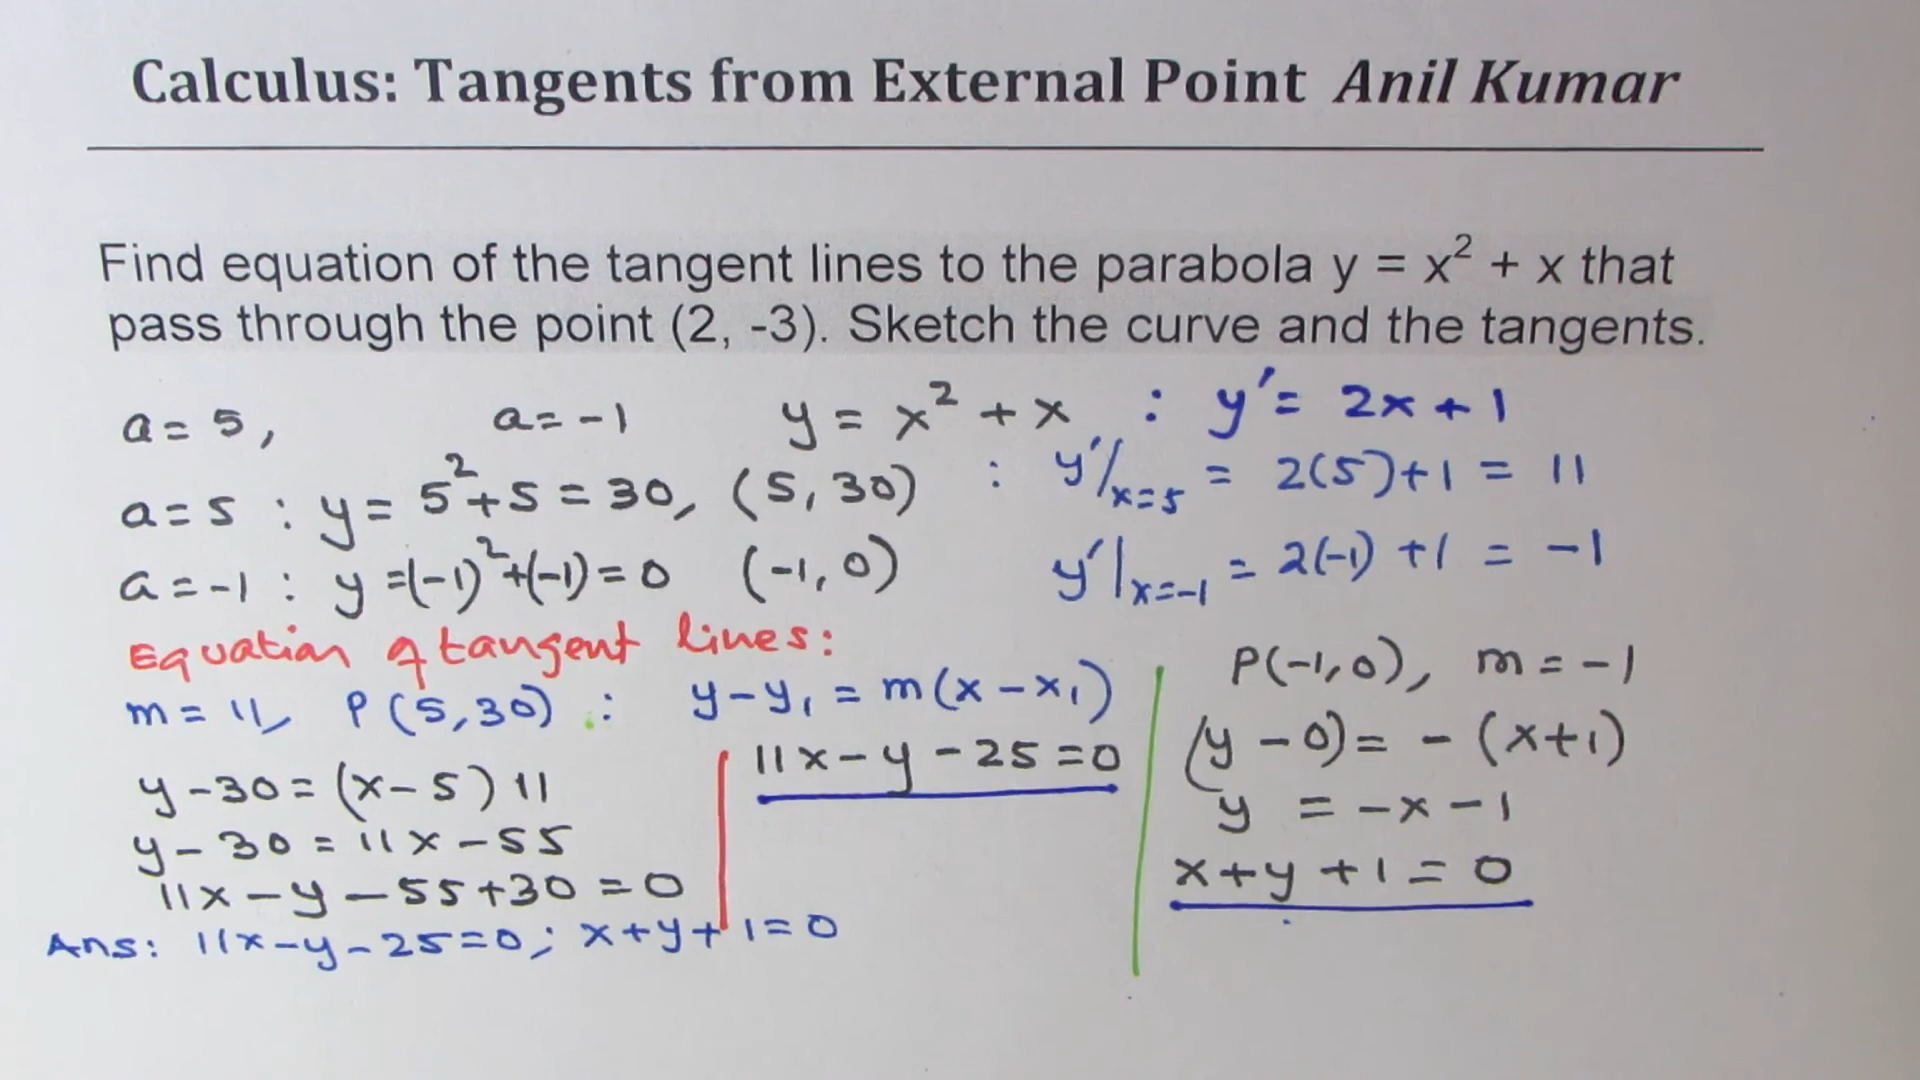 Calculus: Tangents from External Point Anil Kumar
Find equation of the tangent lines to the parabola y = x² + x that
pass through the point (2, -3). Sketch the curve and the tangents.
a = 5, a = -1 y = x² + x : y' = 2x + 1
a = 5 : y = 5² + 5 = 30, (5, 30) : y'/x=5 = 2(5)+1 = 11
a = -1 : y = (-1)² + (-1) = 0 (-1, 0) y'|x=-1 = 2(-1) +1 = -1
Equation of tangent lines:
m = 11, P(5,30) : y - y₁ = m(x - x₁)
y - 30 = (x - 5) 11
y - 30 = 11x - 55
11x - y - 55 + 30 = 0
11x - y - 25 = 0
P(-1, 0), m = -1
(y - 0) = - (x+1)
y = -x - 1
x + y + 1 = 0
Ans: 11x - y - 25 = 0; x + y + 1 = 0